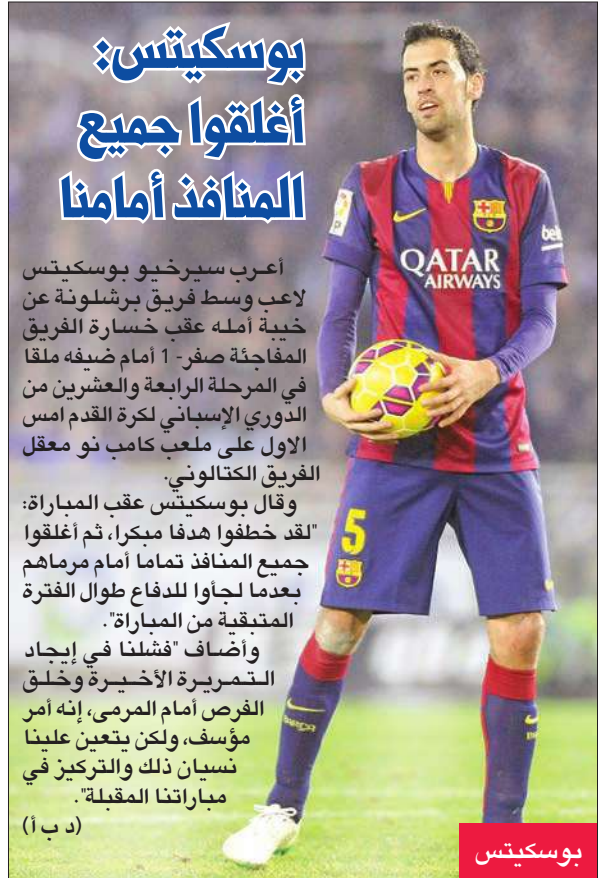 بوسكيتس:
أغلقوا جميع
المنافذ أمامنا
أعرب سيرخيو بوسكيتس
لاعب وسط فريق برشلونة عن
خيبة أمله عقب خسارة الفريق
المفاجئة صفر- 1 أمام ضيفه ملقا
في المرحلة الرابعة والعشرين من
الدوري الإسباني لكرة القدم امس
الاول على ملعب كامب نو معقل
الفريق الكتالوني.
وقال بوسكيتس عقب المباراة:
"لقد خطفوا هدفا مبكرا، ثم أغلقوا
جميع المنافذ تماما أمام مرماهم
بعدما لجأوا للدفاع طوال الفترة
المتبقية من المباراة".
وأضاف "فشلنا في إيجاد
التمريرة الأخيرة وخلق
الفرص أمام المرمى، إنه أمر
مؤسف، ولكن يتعين علينا
نسيان ذلك والتركيز في
مباراتنا المقبلة".
(د ب أ)
QATAR
AIRWAYS
5
BARÇA
بوسكيتس